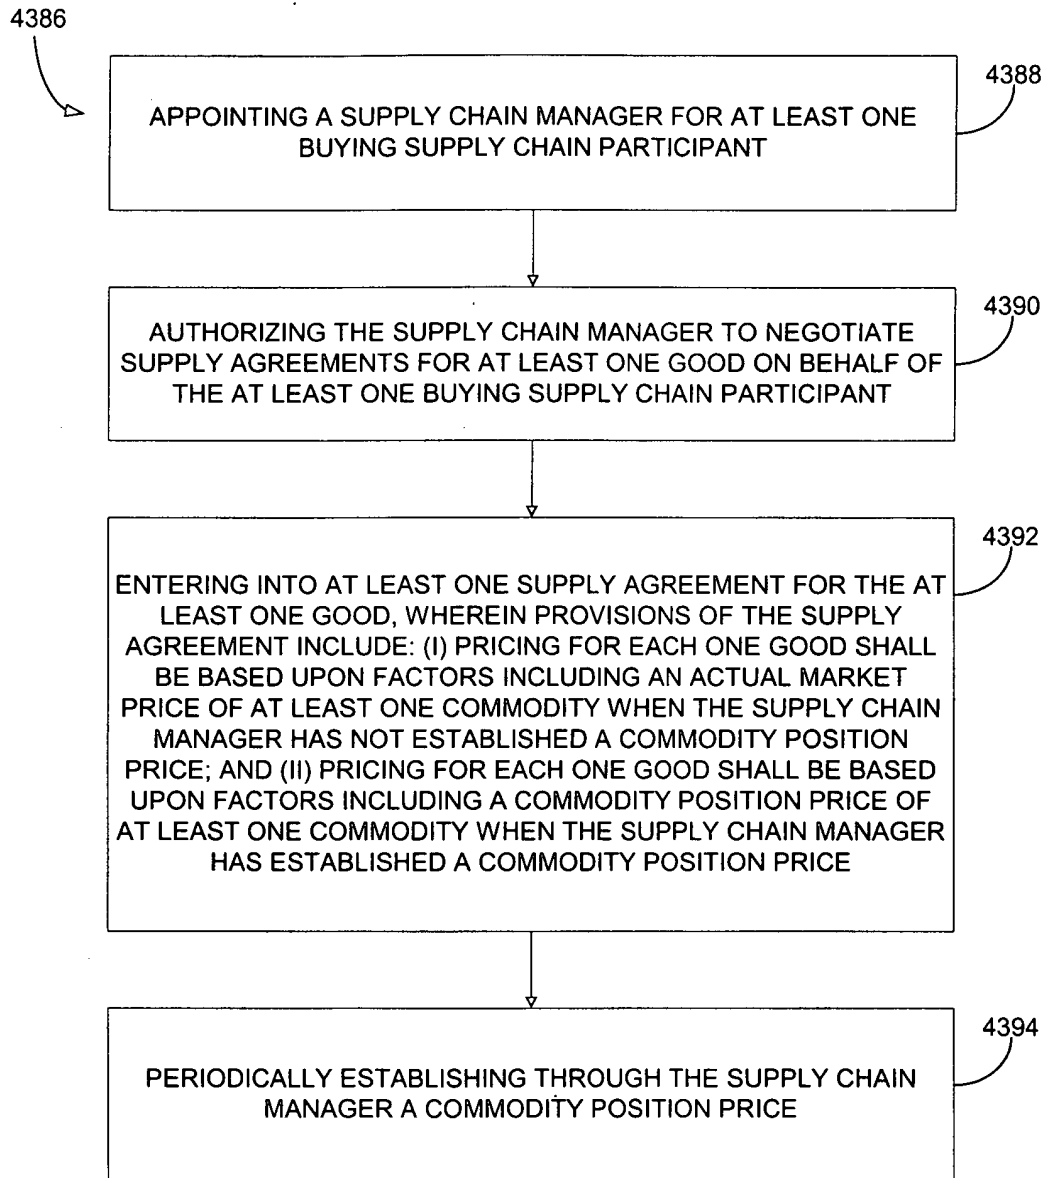 4386
4388
APPOINTING A SUPPLY CHAIN MANAGER FOR AT LEAST ONE
BUYING SUPPLY CHAIN PARTICIPANT
4390
AUTHORIZING THE SUPPLY CHAIN MANAGER TO NEGOTIATE
SUPPLY AGREEMENTS FOR AT LEAST ONE GOOD ON BEHALF OF
THE AT LEAST ONE BUYING SUPPLY CHAIN PARTICIPANT
4392
ENTERING INTO AT LEAST ONE SUPPLY AGREEMENT FOR THE AT
LEAST ONE GOOD, WHEREIN PROVISIONS OF THE SUPPLY
AGREEMENT INCLUDE: (I) PRICING FOR EACH ONE GOOD SHALL
BE BASED UPON FACTORS INCLUDING AN ACTUAL MARKET
PRICE OF AT LEAST ONE COMMODITY WHEN THE SUPPLY CHAIN
MANAGER HAS NOT ESTABLISHED A COMMODITY POSITION
PRICE; AND (II) PRICING FOR EACH ONE GOOD SHALL BE BASED
UPON FACTORS INCLUDING A COMMODITY POSITION PRICE OF
AT LEAST ONE COMMODITY WHEN THE SUPPLY CHAIN MANAGER
HAS ESTABLISHED A COMMODITY POSITION PRICE
4394
PERIODICALLY ESTABLISHING THROUGH THE SUPPLY CHAIN
MANAGER A COMMODITY POSITION PRICE